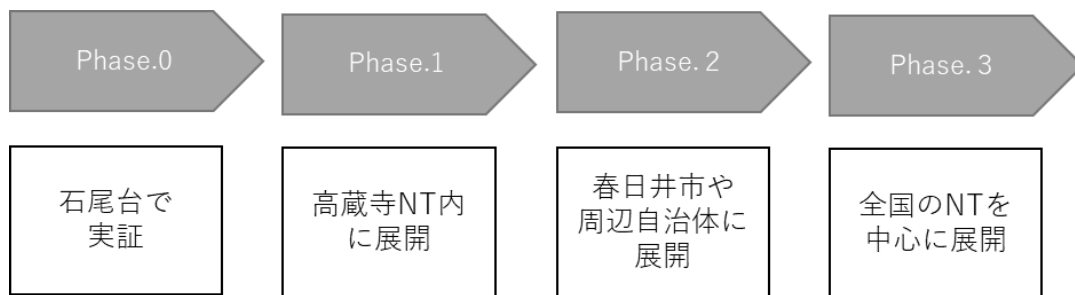 Phase.0
Phase.1
Phase. 2
Phase. 3
石尾台で
実証
高蔵寺NT内
に展開
春日井市や
周辺自治体に
展開
全国のNTを
中心に展開